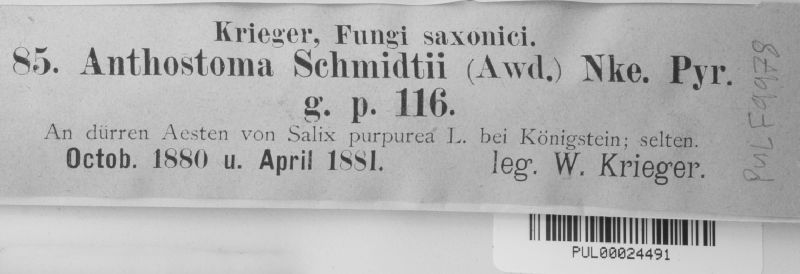 Krieger, Fungi saxonici.
85. Anthostoma Schmidtii (Awd.) Nke. Pyr.
g. p. 116.
An dürren Aesten von Salix purpurea L. bei Königstein; selten.
Octob. 1880 u. April 1881. leg. W. Krieger.
PUL F9978
PUL00024491